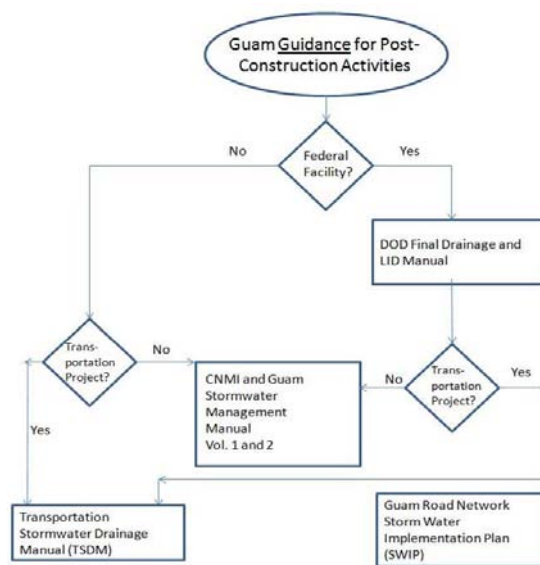 Guam Guidance for Post-
Construction Activities
No
Federal
Facility?
Yes
DOD Final Drainage and
LID Manual
Trans-
portation
Project?
No
CNMI and Guam
Stormwater
Management
Manual
Vol. 1 and 2
No
Trans-
portation
Project?
Yes
Yes
Transportation
Stormwater Drainage
Manual (TSDM)
Guam Road Network
Storm Water
Implementation Plan
(SWIP)